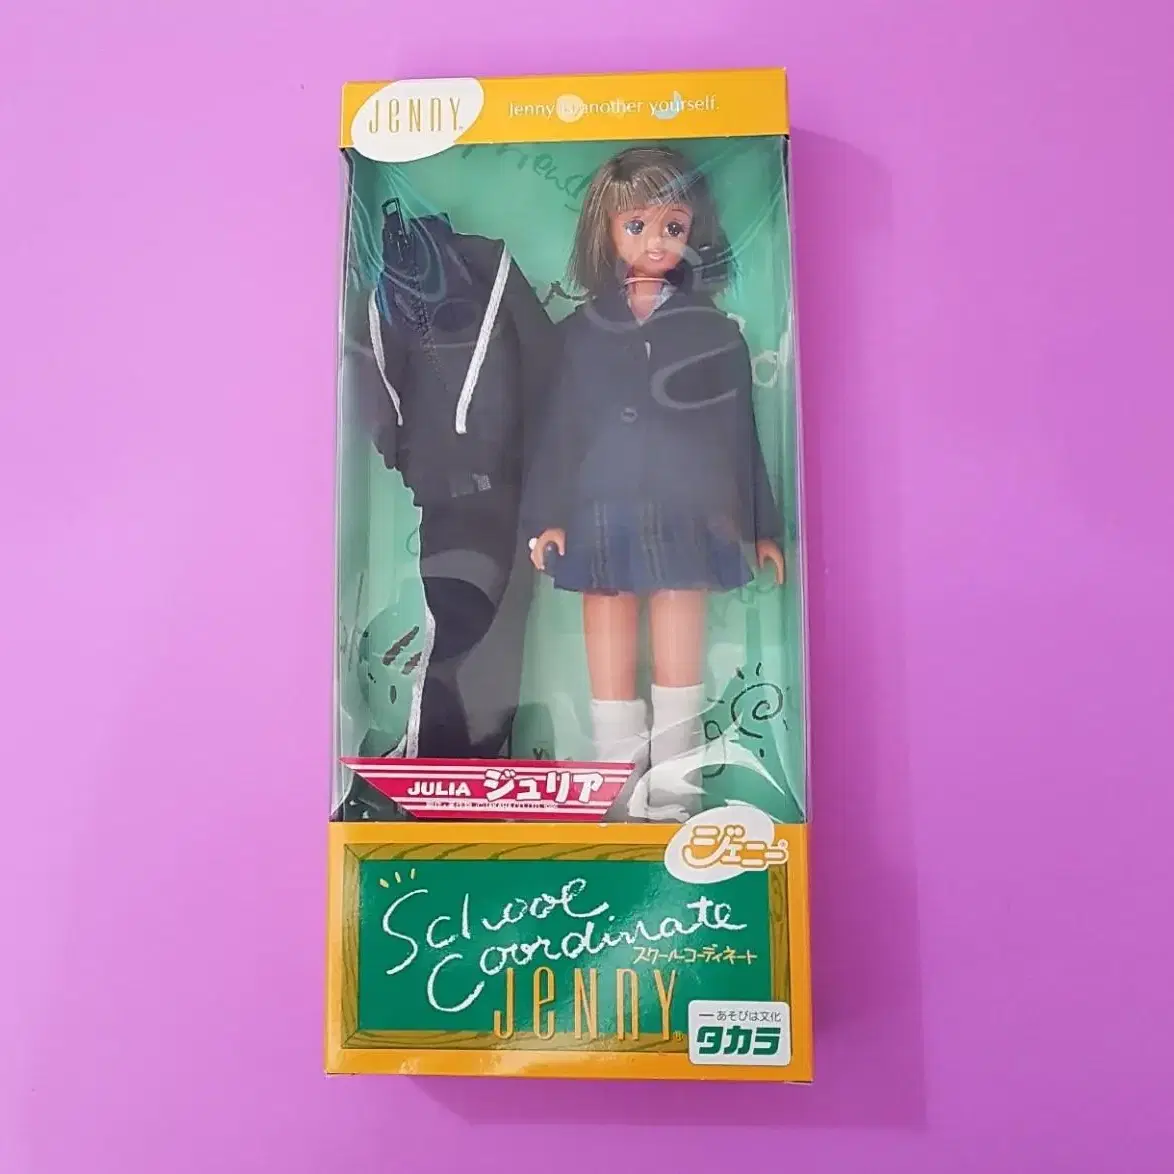 JENNY
Jenny is another yourself.
JULIA ジュリア
ジェニー
School
Coordinate
スクールコーディネート
JENNY®
―あそびは文化
タカラ